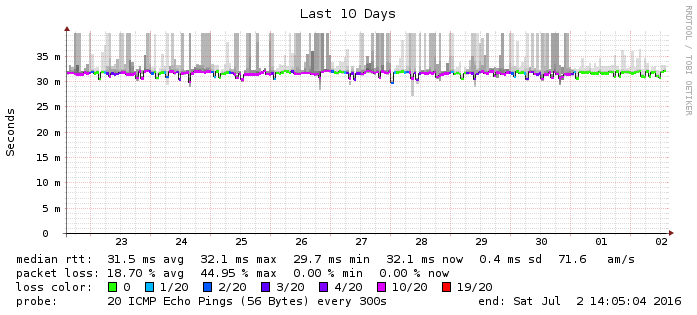 Last 10 Days
RRDTOOL / TOBI OETIKER
Seconds
35 m
30 m
25 m
20 m
15 m
10 m
5 m
0
23 24 25 26 27 28 29 30 01 02
median rtt: 31.5 ms avg 32.1 ms max 29.7 ms min 32.1 ms now 0.4 ms sd 71.6 am/s
packet loss: 18.70 % avg 44.95 % max 0.00 % min 0.00 % now
loss color: 0 1/20 2/20 3/20 4/20 10/20 19/20
probe: 20 ICMP Echo Pings (56 Bytes) every 300s end: Sat Jul 2 14:05:04 2016